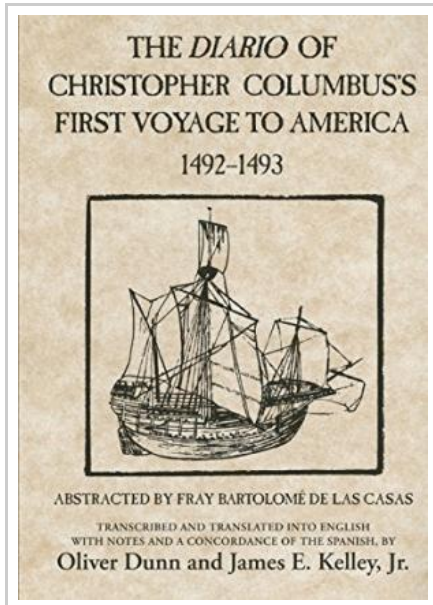 THE DIARIO OF
CHRISTOPHER COLUMBUS'S
FIRST VOYAGE TO AMERICA
1492–1493
ABSTRACTED BY FRAY BARTOLOMÉ DE LAS CASAS
TRANSCRIBED AND TRANSLATED INTO ENGLISH
WITH NOTES AND A CONCORDANCE OF THE SPANISH, BY
Oliver Dunn and James E. Kelley, Jr.